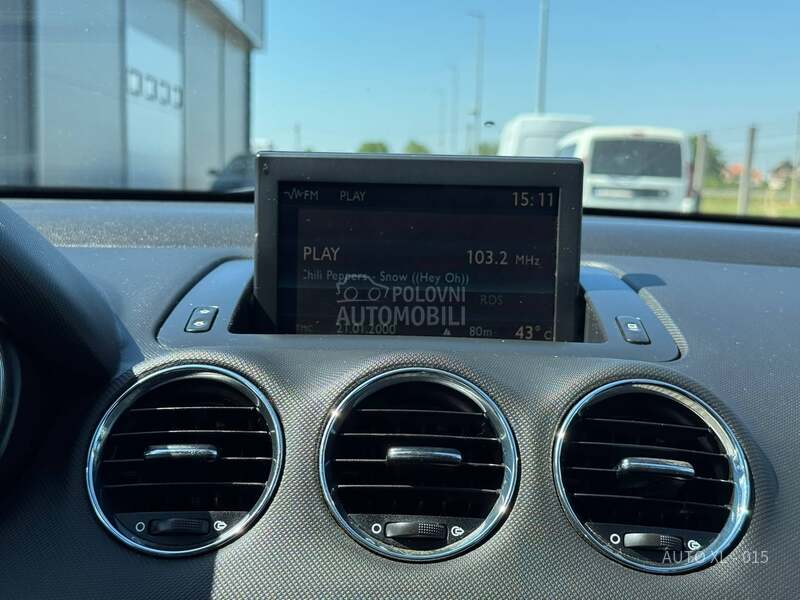 FM PLAY 15:11
PLAY 103.2 MHz
Chili Peppers - Snow ((Hey Oh))
RDS
POLOVNI
AUTOMOBILI
TMC 21.01.2000 80m 43° C
AUTO XL - 015